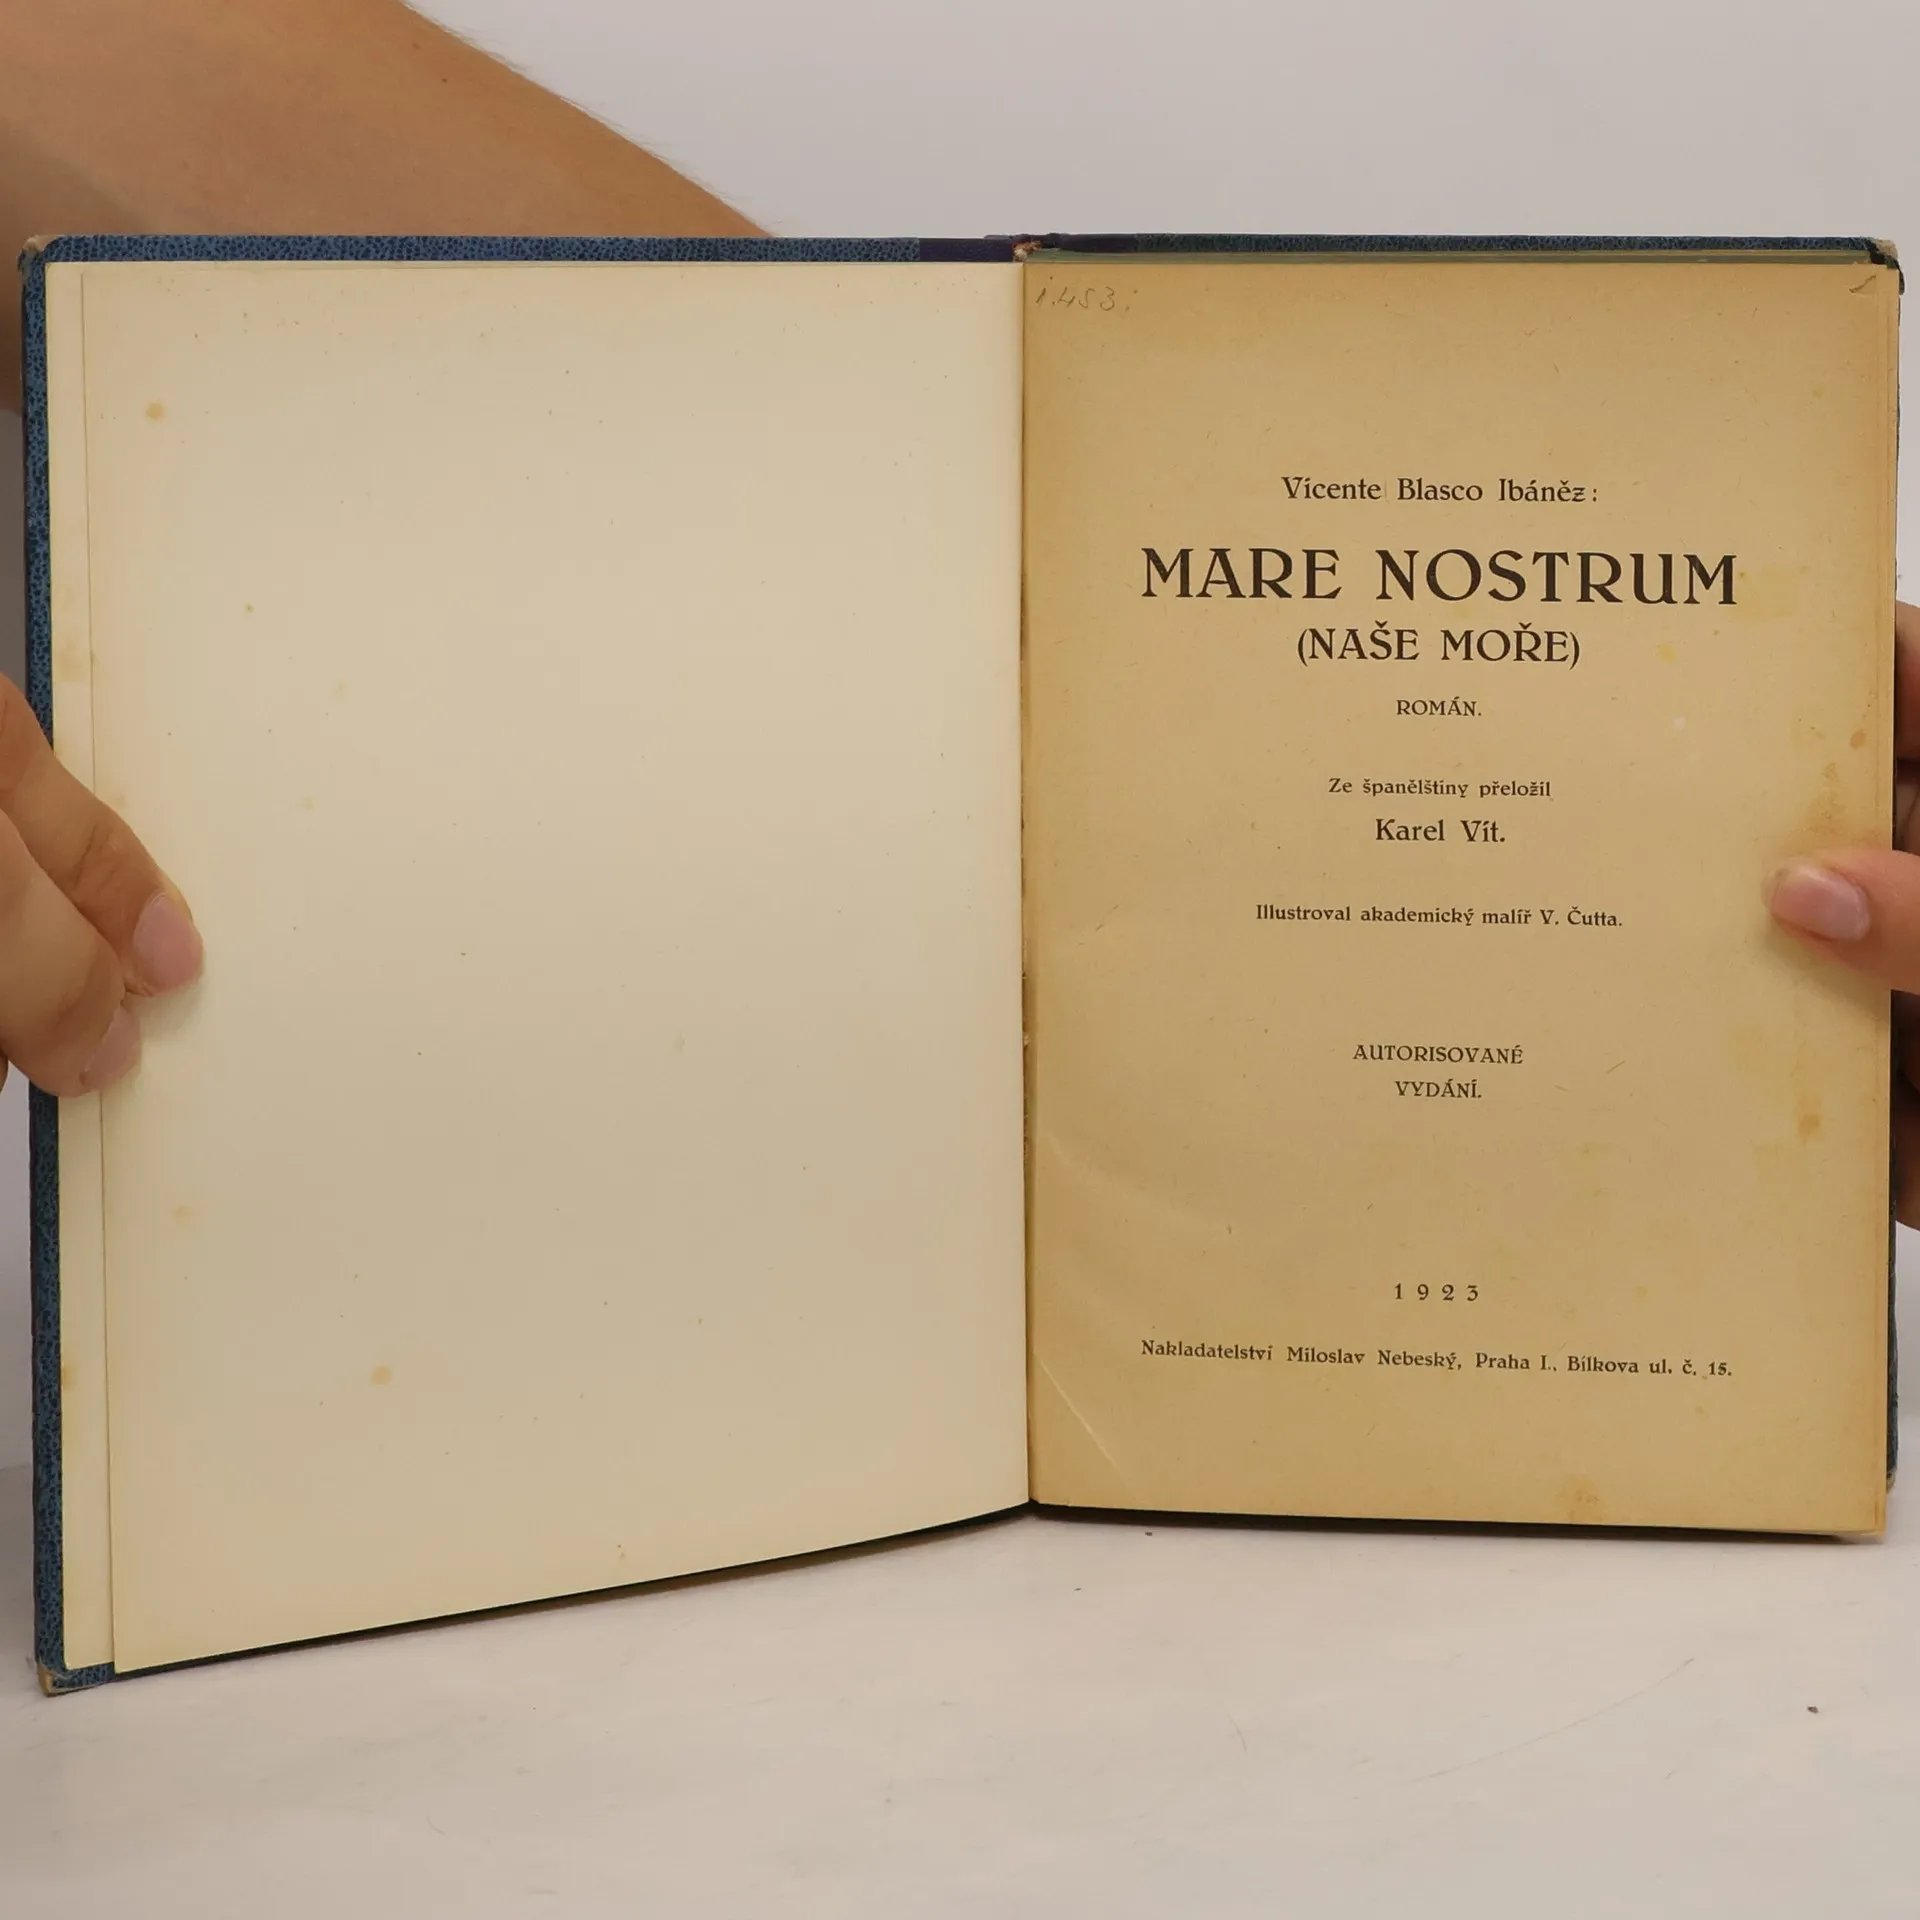 1.453.
Vicente Blasco Ibáněz:
MARE NOSTRUM
(NAŠE MOŘE)
ROMÁN.
Ze španělštiny přeložil
Karel Vít.
Illustroval akademický malíř V. Čutta.
AUTORISOVANÉ
VYDÁNÍ.
1923
Nakladatelství Miloslav Nebeský, Praha I., Bílkova ul. č. 15.